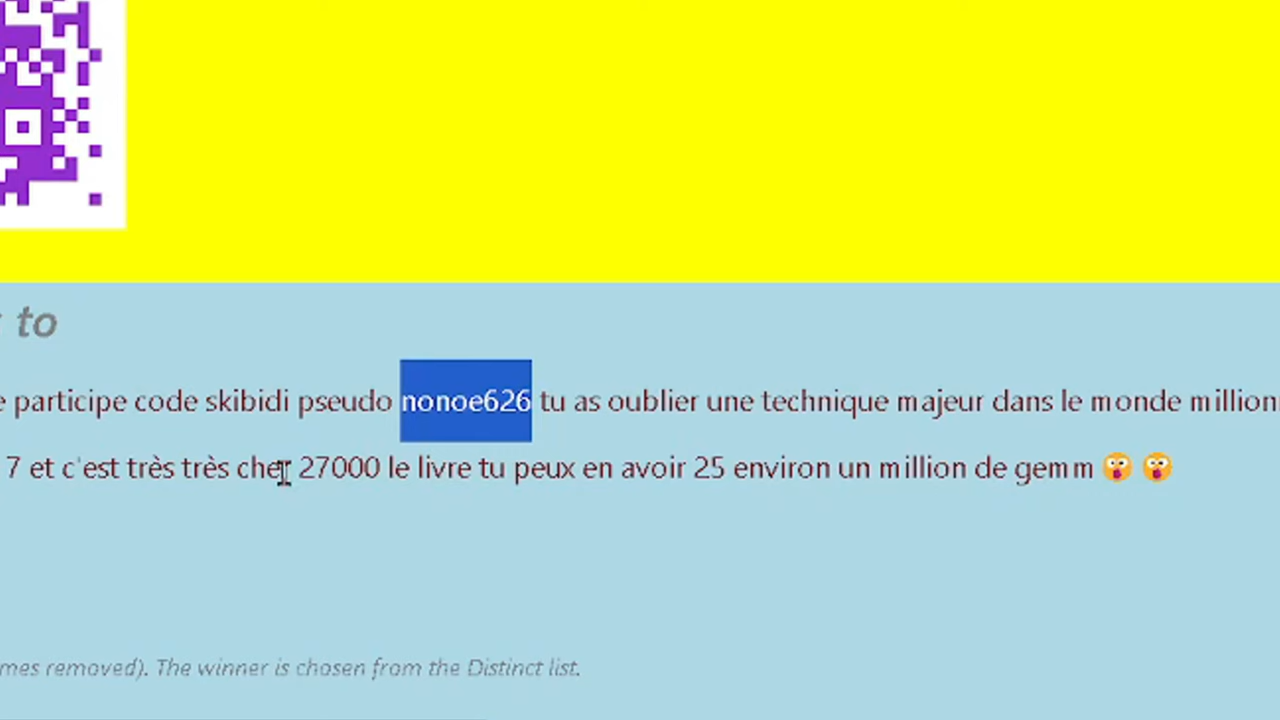 to
participe code skibidi pseudo nonoe626 tu as oublier une technique majeur dans le monde million
7 et c'est très très cher 27000 le livre tu peux en avoir 25 environ un million de gemm 😲 😲
mes removed). The winner is chosen from the Distinct list.